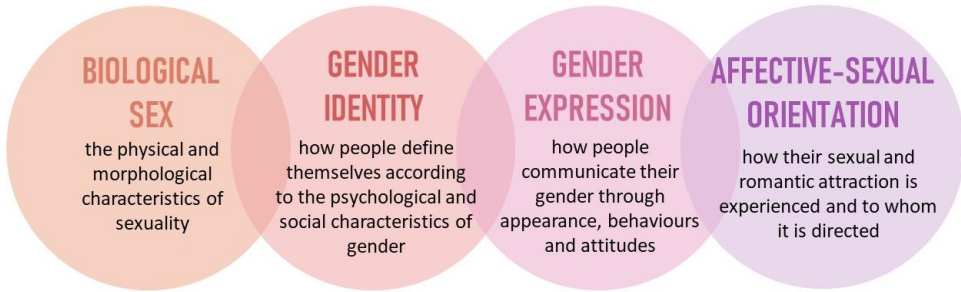 BIOLOGICAL
SEX
the physical and
morphological
characteristics of
sexuality
GENDER
IDENTITY
how people define
themselves according
to the psychological and
social characteristics of
gender
GENDER
EXPRESSION
how people
communicate their
gender through
appearance, behaviours
and attitudes
AFFECTIVE-SEXUAL
ORIENTATION
how their sexual and
romantic attraction is
experienced and to whom
it is directed